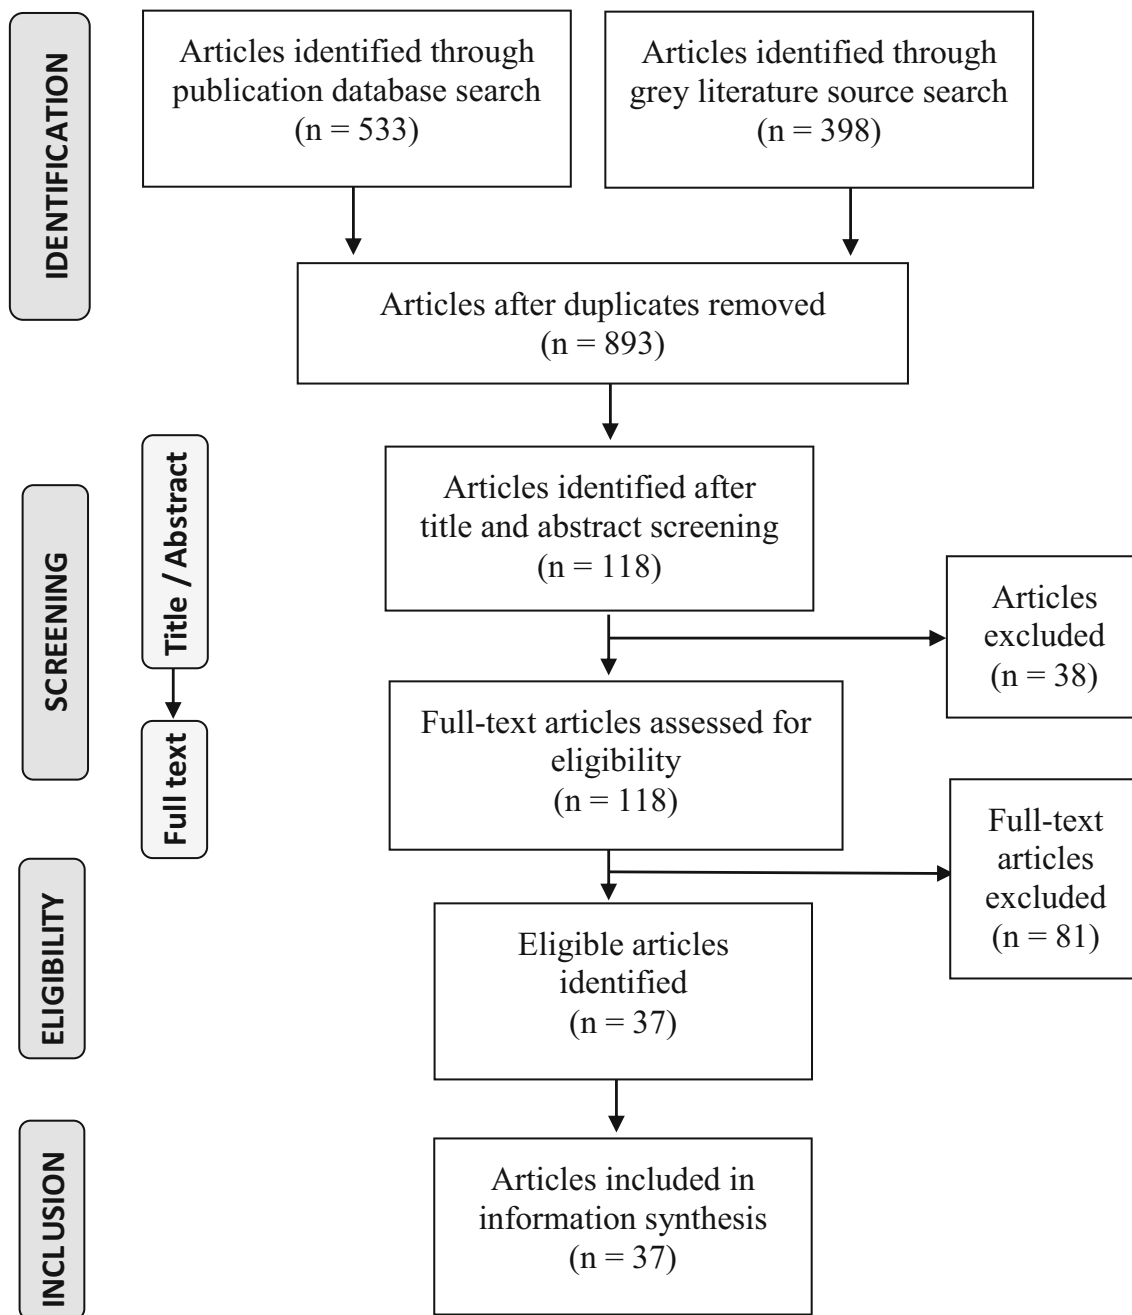 IDENTIFICATION
Articles identified through
publication database search
(n = 533)
Articles identified through
grey literature source search
(n = 398)
Articles after duplicates removed
(n = 893)
SCREENING
Title / Abstract
Full text
Articles identified after
title and abstract screening
(n = 118)
Articles
excluded
(n = 38)
Full-text articles assessed for
eligibility
(n = 118)
Full-text
articles
excluded
(n = 81)
ELIGIBILITY
Eligible articles
identified
(n = 37)
INCLUSION
Articles included in
information synthesis
(n = 37)